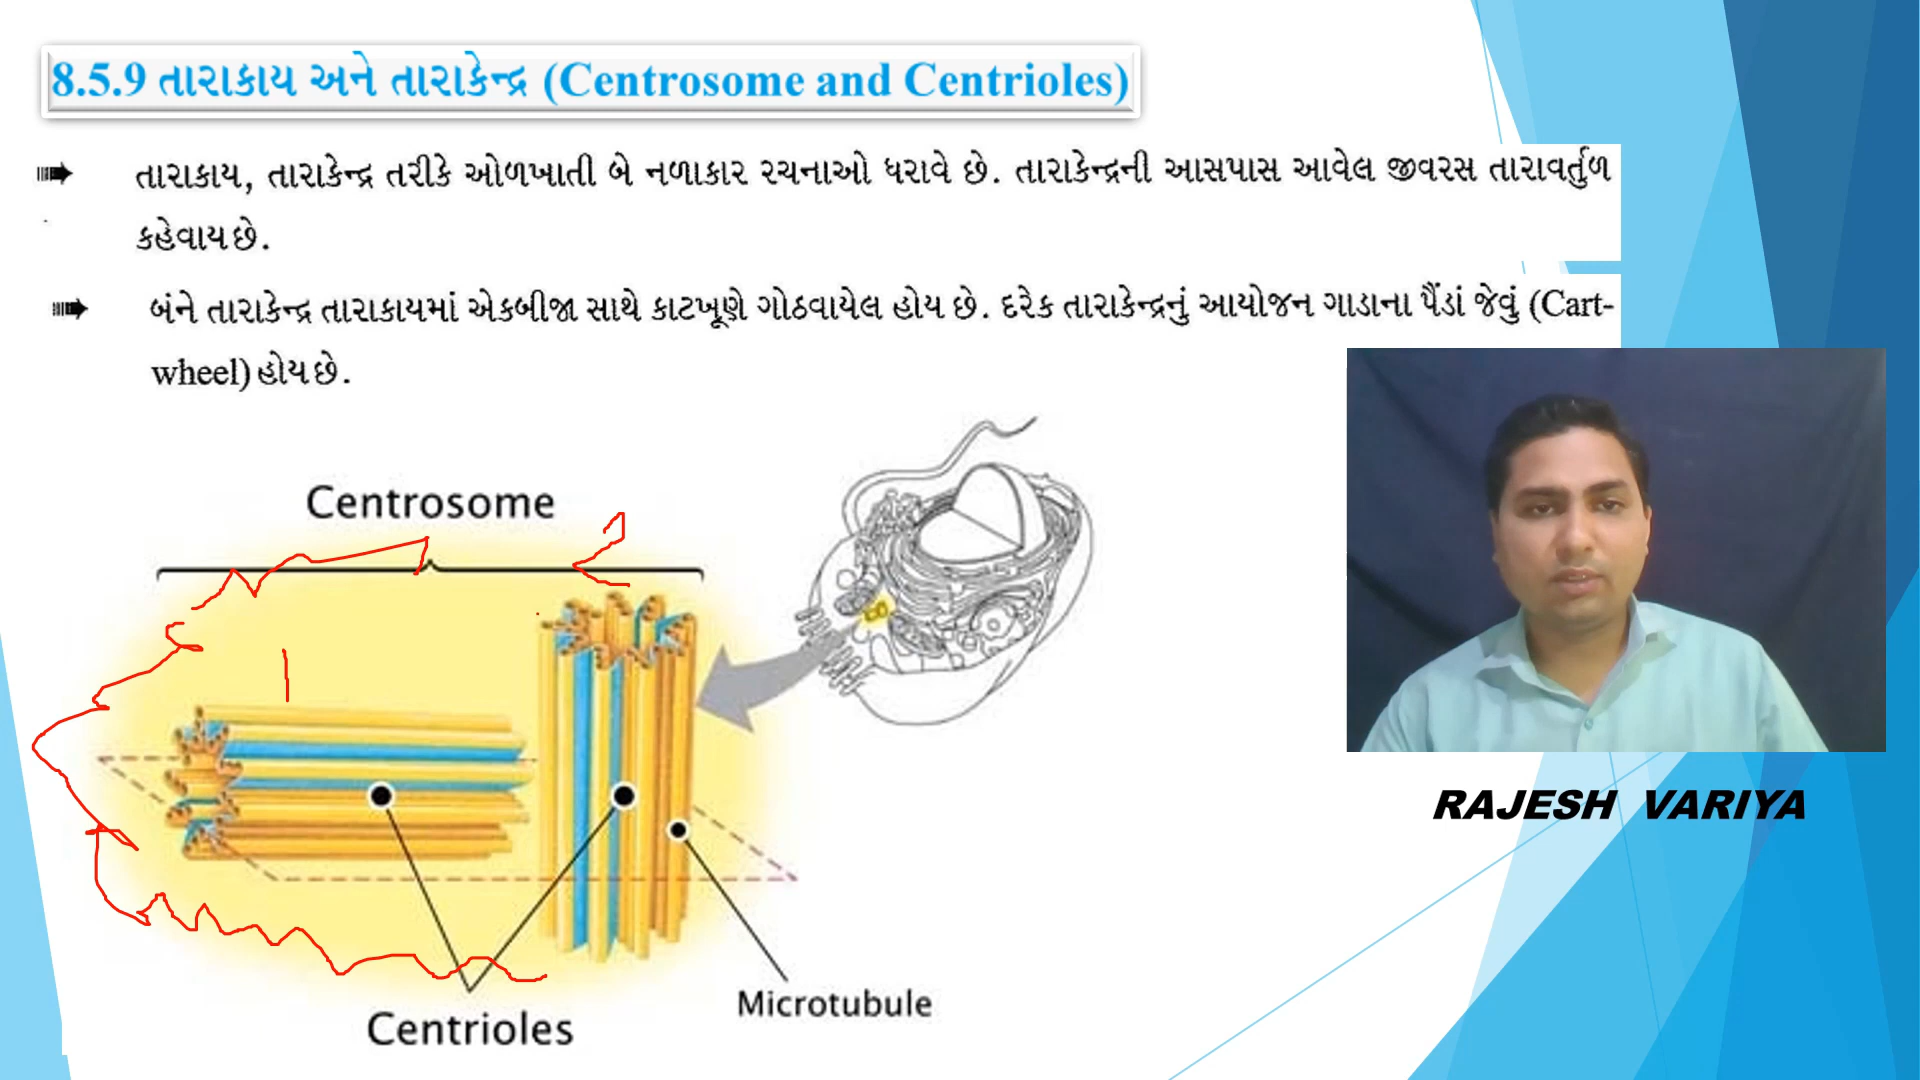 8.5.9 તારાકાય અને તારાકેન્દ્ર (Centrosome and Centrioles)
તારાકાય, તારાકેન્દ્ર તરીકે ઓળખાતી બે નળાકાર રચનાઓ ધરાવે છે. તારાકેન્દ્રની આસપાસ આવેલ જીવરસ તારાવર્તુળ
કહેવાય છે.
બંને તારાકેન્દ્ર તારાકાયમાં એકબીજા સાથે કાટખૂણે ગોઠવાયેલ હોય છે. દરેક તારાકેન્દ્રનું આયોજન ગાડાના પૈંડાં જેવું (Cart-
wheel) હોય છે.
Centrosome
RAJESH VARIYA
Microtubule
Centrioles